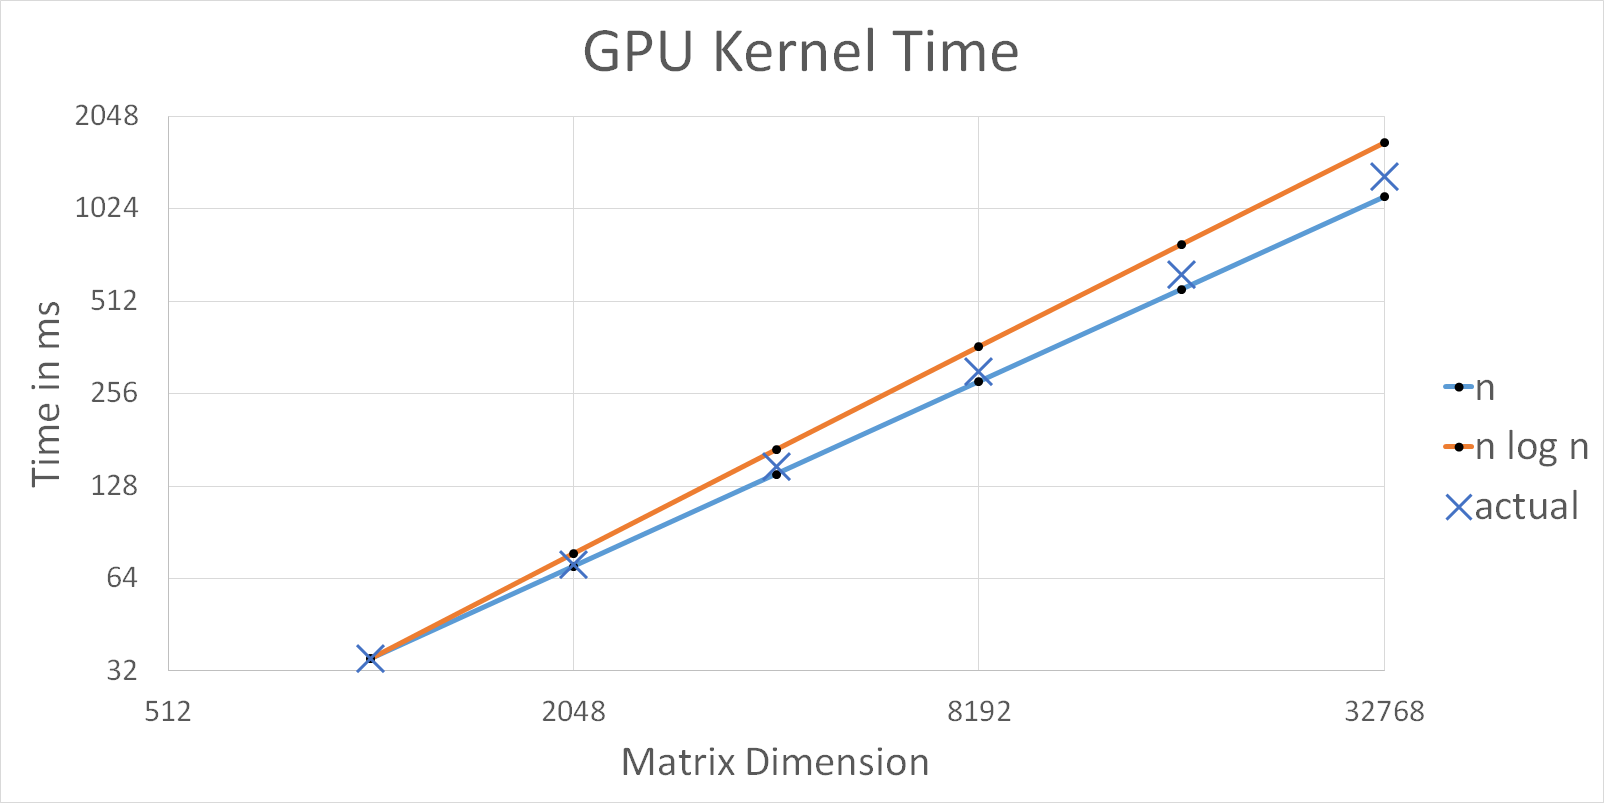 GPU Kernel Time
2048
1024
512
256
128
64
32
Time in ms
512 2048 8192 32768
Matrix Dimension
n
n log n
actual